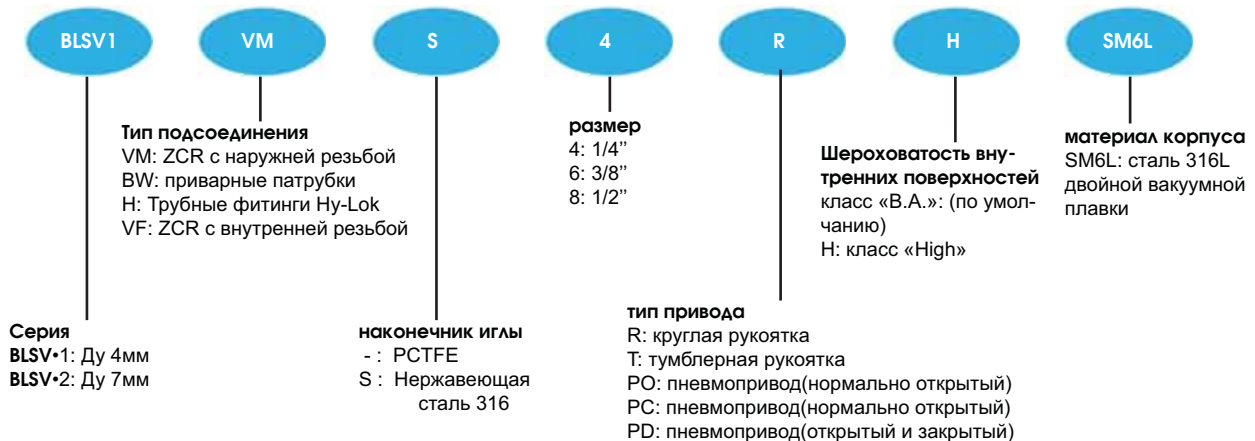 BLSV1 VM S 4 R H SM6L
Тип подсоединения
VM: ZCR с наружней резьбой
BW: приварные патрубки
H: Трубные фитинги Hy-Lok
VF: ZCR с внутренней резьбой
размер
4: 1/4’’
6: 3/8’’
8: 1/2’’
Шероховатость вну-
тренних поверхностей
класс «B.A.»: (по умол-
чанию)
H: класс «High»
материал корпуса
SM6L: сталь 316L
двойной вакуумной
плавки
Серия
BLSV•1: Ду 4мм
BLSV•2: Ду 7мм
наконечник иглы
- : PCTFE
S : Нержавеющая
сталь 316
тип привода
R: круглая рукоятка
T: тумблерная рукоятка
PO: пневмопривод(нормально открытый)
PC: пневмопривод(нормально открытый)
PD: пневмопривод(открытый и закрытый)